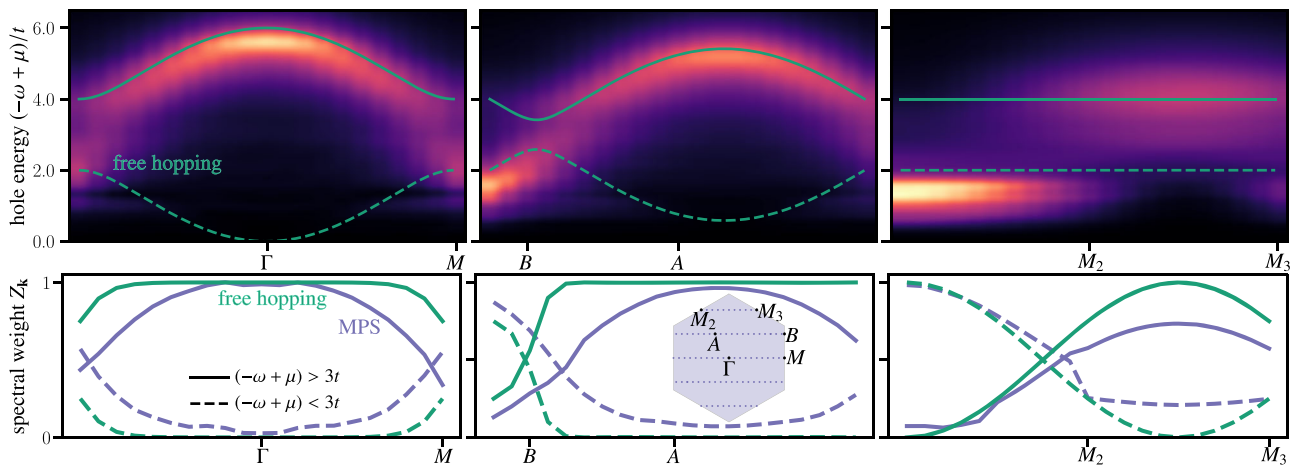 hole energy (−ω + μ)/t
6.0
4.0
2.0
0.0
free hopping
Γ
M
B
A
M₂
M₃
spectral weight Z𝐤
1
0
free hopping
MPS
(−ω + μ) > 3t
(−ω + μ) < 3t
Γ
M
M₂
M₃
B
A
M
Γ
B
A
M₂
M₃